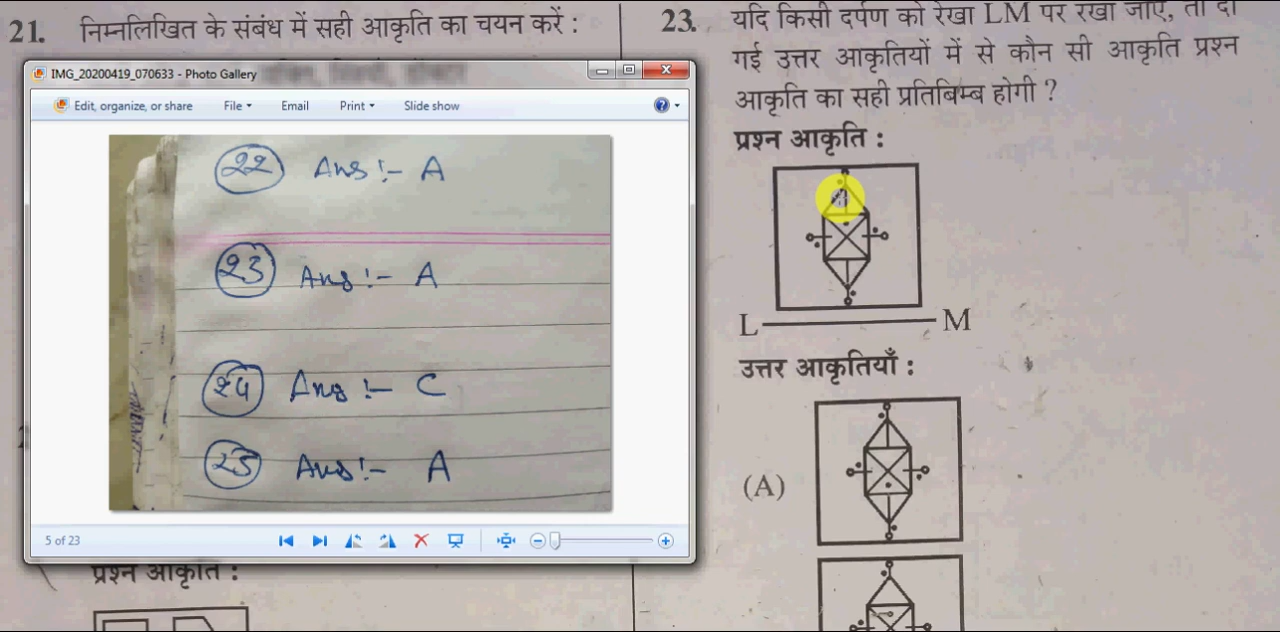 21. निम्नलिखित के संबंध में सही आकृति का चयन करें :
IMG_20200419_070633 - Photo Gallery
Edit, organize, or share File Email Print Slide show
22 Ans :- A
23 Ans :- A
24 Ans :- C
25 Ans :- A
5 of 23
प्रश्न आकृति :
23. यदि किसी दर्पण को रेखा LM पर रखा जाए, तो दी
गई उत्तर आकृतियों में से कौन सी आकृति प्रश्न
आकृति का सही प्रतिबिम्ब होगी ?
प्रश्न आकृति :
L M
उत्तर आकृतियाँ :
(A)